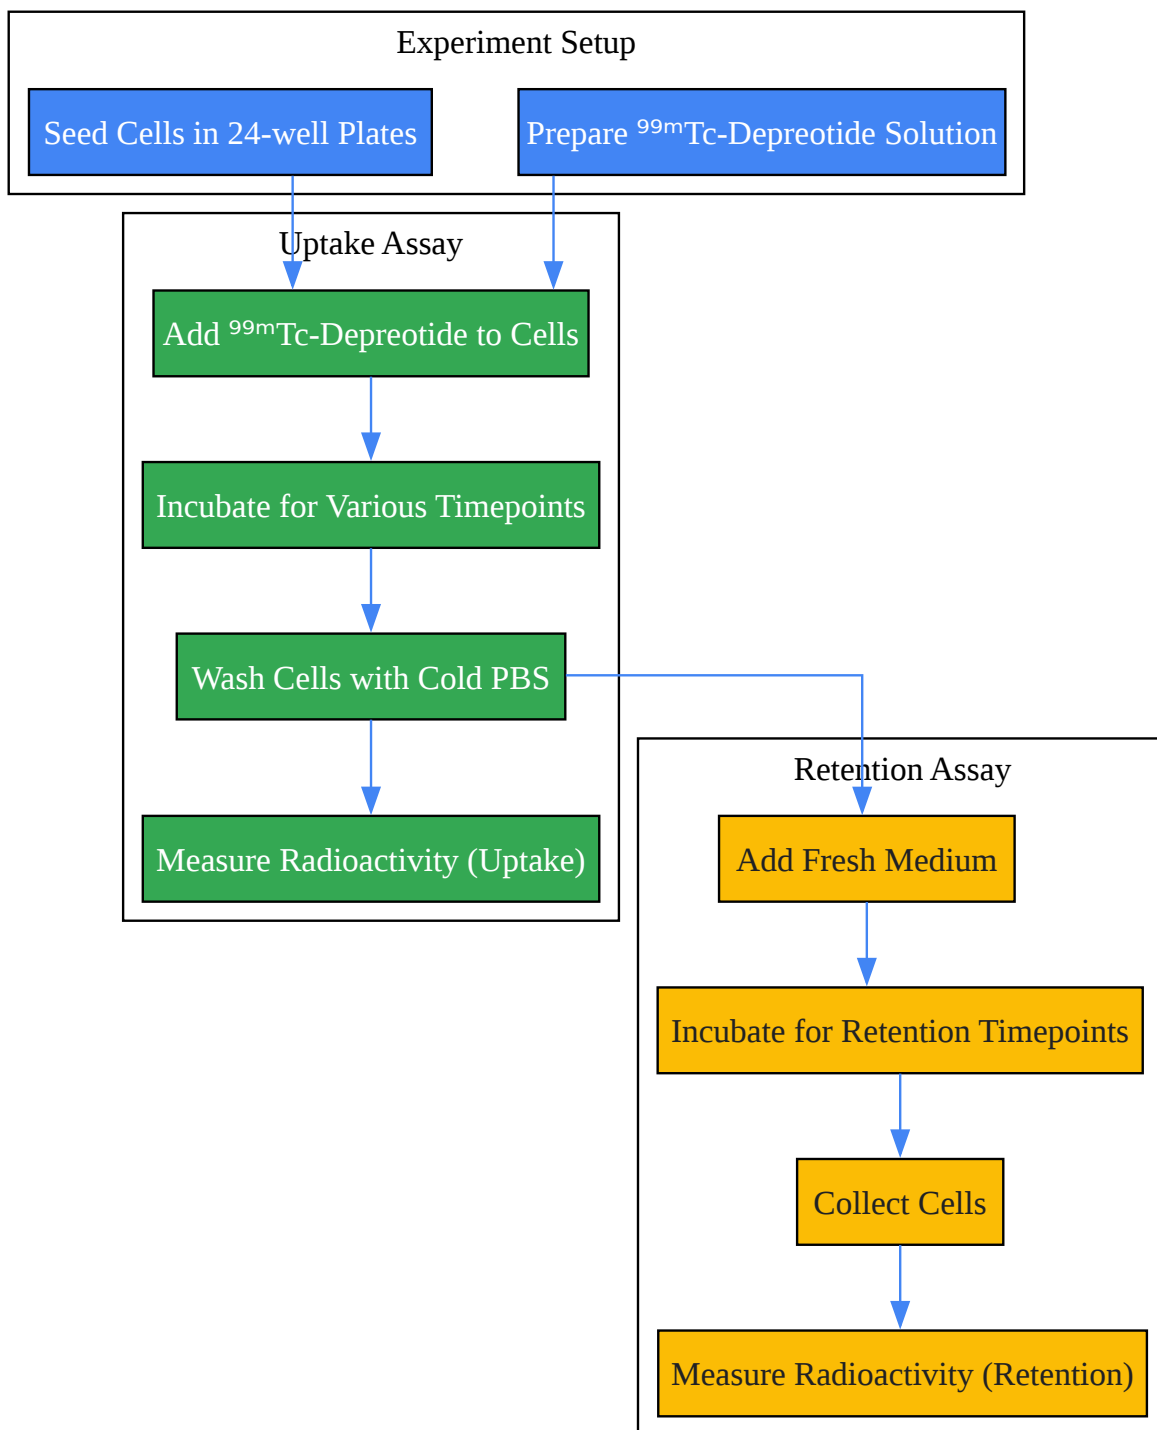 Experiment Setup
Seed Cells in 24-well Plates
Prepare ⁹⁹ᵐTc-Depreotide Solution
Uptake Assay
Add ⁹⁹ᵐTc-Depreotide to Cells
Incubate for Various Timepoints
Wash Cells with Cold PBS
Measure Radioactivity (Uptake)
Retention Assay
Add Fresh Medium
Incubate for Retention Timepoints
Collect Cells
Measure Radioactivity (Retention)